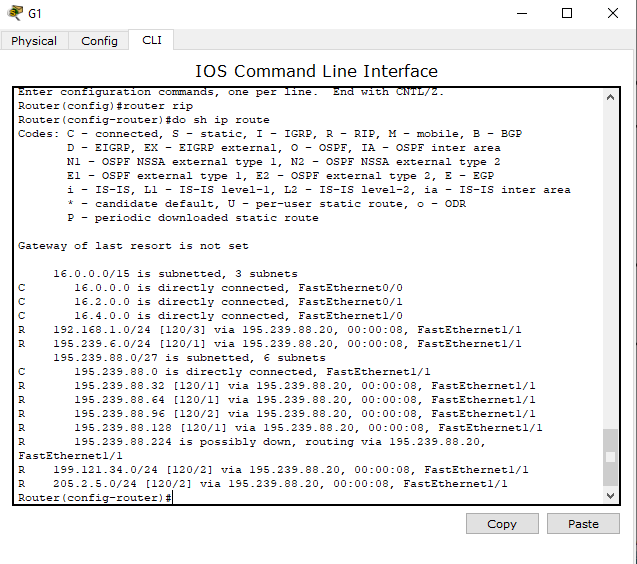 G1
Physical Config CLI
IOS Command Line Interface
Enter configuration commands, one per line.  End with CNTL/Z.
Router(config)#router rip
Router(config-router)#do sh ip route
Codes: C - connected, S - static, I - IGRP, R - RIP, M - mobile, B - BGP
       D - EIGRP, EX - EIGRP external, O - OSPF, IA - OSPF inter area
       N1 - OSPF NSSA external type 1, N2 - OSPF NSSA external type 2
       E1 - OSPF external type 1, E2 - OSPF external type 2, E - EGP
       i - IS-IS, L1 - IS-IS level-1, L2 - IS-IS level-2, ia - IS-IS inter area
       * - candidate default, U - per-user static route, o - ODR
       P - periodic downloaded static route
Gateway of last resort is not set
     16.0.0.0/15 is subnetted, 3 subnets
C       16.0.0.0 is directly connected, FastEthernet0/0
C       16.2.0.0 is directly connected, FastEthernet0/1
C       16.4.0.0 is directly connected, FastEthernet1/0
R    192.168.1.0/24 [120/3] via 195.239.88.20, 00:00:08, FastEthernet1/1
R    195.239.6.0/24 [120/1] via 195.239.88.20, 00:00:08, FastEthernet1/1
     195.239.88.0/27 is subnetted, 6 subnets
C       195.239.88.0 is directly connected, FastEthernet1/1
R       195.239.88.32 [120/1] via 195.239.88.20, 00:00:08, FastEthernet1/1
R       195.239.88.64 [120/1] via 195.239.88.20, 00:00:08, FastEthernet1/1
R       195.239.88.96 [120/2] via 195.239.88.20, 00:00:08, FastEthernet1/1
R       195.239.88.128 [120/1] via 195.239.88.20, 00:00:08, FastEthernet1/1
R       195.239.88.224 is possibly down, routing via 195.239.88.20,
FastEthernet1/1
R    199.121.34.0/24 [120/2] via 195.239.88.20, 00:00:08, FastEthernet1/1
R    205.2.5.0/24 [120/2] via 195.239.88.20, 00:00:08, FastEthernet1/1
Router(config-router)#
Copy Paste